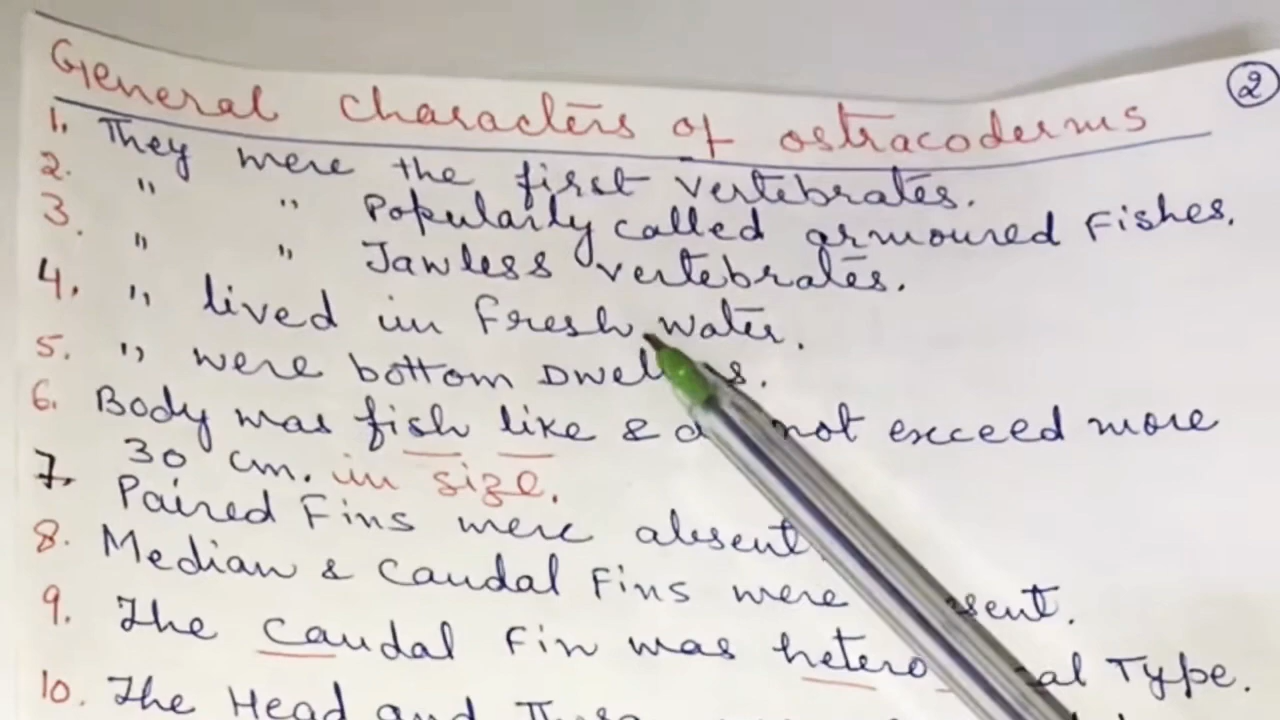 General characters of ostracoderms
2
1. They were the first vertebrates.
2. " " Popularly called armoured Fishes.
3. " " Jawless vertebrates.
4. " lived in fresh water.
5. " were bottom
6. Body was fish like & not exceed more
30 cm. in size.
7. Paired Fins were absent
8. Median & caudal Fins were
9. The caudal Fin was Type.
10. The Head and